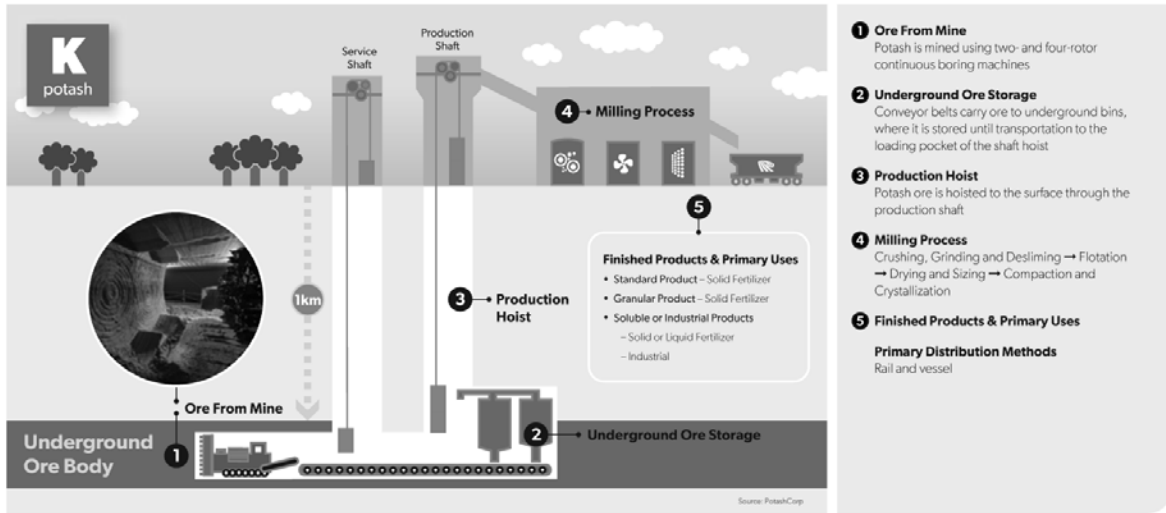 K
potash
Service
Shaft
Production
Shaft
4 Milling Process
5
Finished Products & Primary Uses
• Standard Product – Solid Fertilizer
• Granular Product – Solid Fertilizer
• Soluble or Industrial Products
– Solid or Liquid Fertilizer
– Industrial
1km
3 Production
Hoist
Ore From Mine
Underground
Ore Body
1
2 Underground Ore Storage
Source: PotashCorp
1 Ore From Mine
Potash is mined using two- and four-rotor
continuous boring machines
2 Underground Ore Storage
Conveyor belts carry ore to underground bins,
where it is stored until transportation to the
loading pocket of the shaft hoist
3 Production Hoist
Potash ore is hoisted to the surface through the
production shaft
4 Milling Process
Crushing, Grinding and Desliming → Flotation
→ Drying and Sizing → Compaction and
Crystallization
5 Finished Products & Primary Uses
Primary Distribution Methods
Rail and vessel